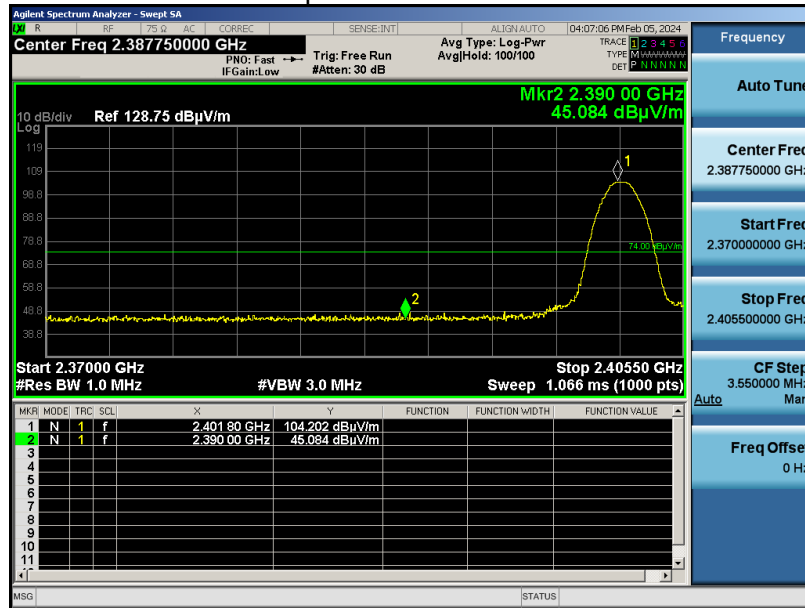 Agilent Spectrum Analyzer - Swept SA
LXI R RF 75 Ω AC CORREC SENSE:INT ALIGN AUTO 04:07:06 PM Feb 05, 2024
Center Freq 2.387750000 GHz
PNO: Fast
IFGain:Low
Trig: Free Run
#Atten: 30 dB
Avg Type: Log-Pwr
Avg|Hold: 100/100
TRACE 1 2 3 4 5 6
TYPE M WWWWW
DET P N N N N N
Mkr2 2.390 00 GHz
45.084 dBµV/m
10 dB/div Ref 128.75 dBµV/m
Log
119
109
98.8
88.8
78.8
68.8
58.8
48.8
38.8
1
2
74.00 dBµV/m
Start 2.37000 GHz Stop 2.40550 GHz
#Res BW 1.0 MHz #VBW 3.0 MHz Sweep 1.066 ms (1000 pts)
MKR MODE TRC SCL X Y FUNCTION FUNCTION WIDTH FUNCTION VALUE
1 N 1 f 2.401 80 GHz 104.202 dBµV/m
2 N 1 f 2.390 00 GHz 45.084 dBµV/m
3
4
5
6
7
8
9
10
11
MSG STATUS
Frequency
Auto Tune
Center Freq
2.387750000 GHz
Start Freq
2.370000000 GHz
Stop Freq
2.405500000 GHz
CF Step
3.550000 MHz
Auto Man
Freq Offset
0 Hz